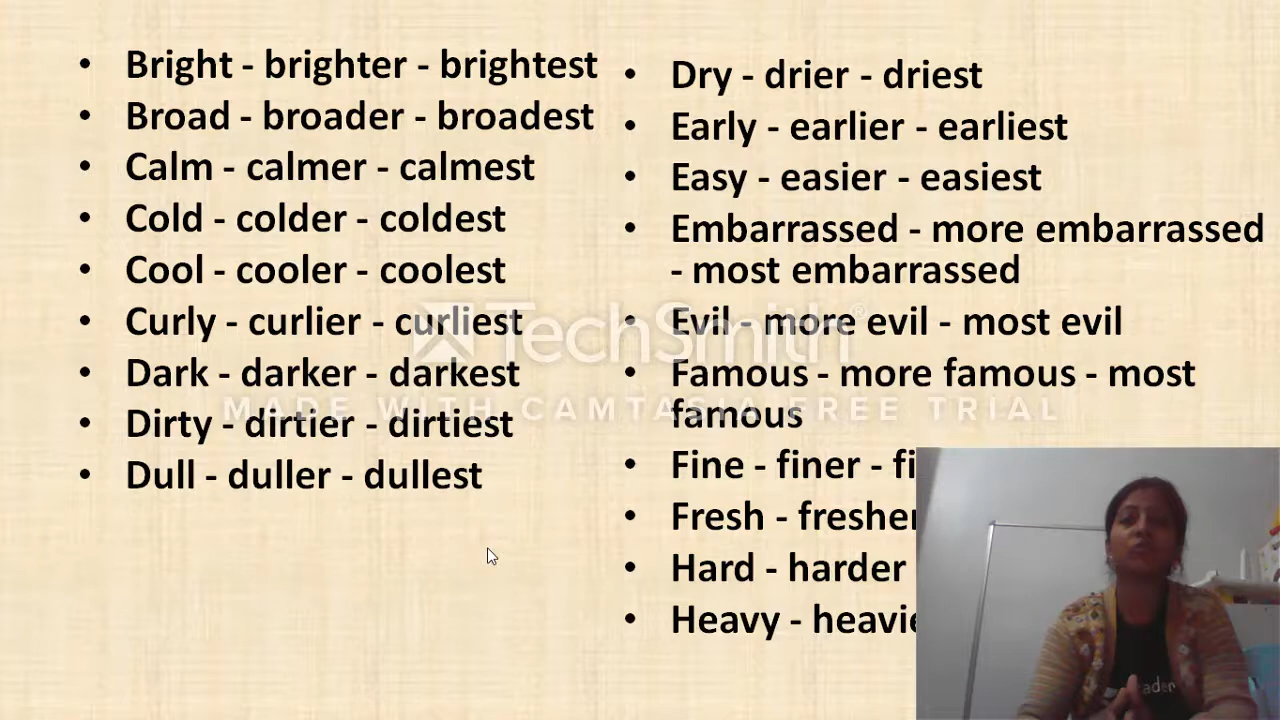 • Bright - brighter - brightest
• Broad - broader - broadest
• Calm - calmer - calmest
• Cold - colder - coldest
• Cool - cooler - coolest
• Curly - curlier - curliest
• Dark - darker - darkest
• Dirty - dirtier - dirtiest
• Dull - duller - dullest
• Dry - drier - driest
• Early - earlier - earliest
• Easy - easier - easiest
• Embarrassed - more embarrassed
- most embarrassed
• Evil - more evil - most evil
• Famous - more famous - most
famous
• Fine - finer -
• Fresh - fresher
• Hard - harder
• Heavy -
TechSmith®
MADE WITH CAMTASIA FREE TRIAL